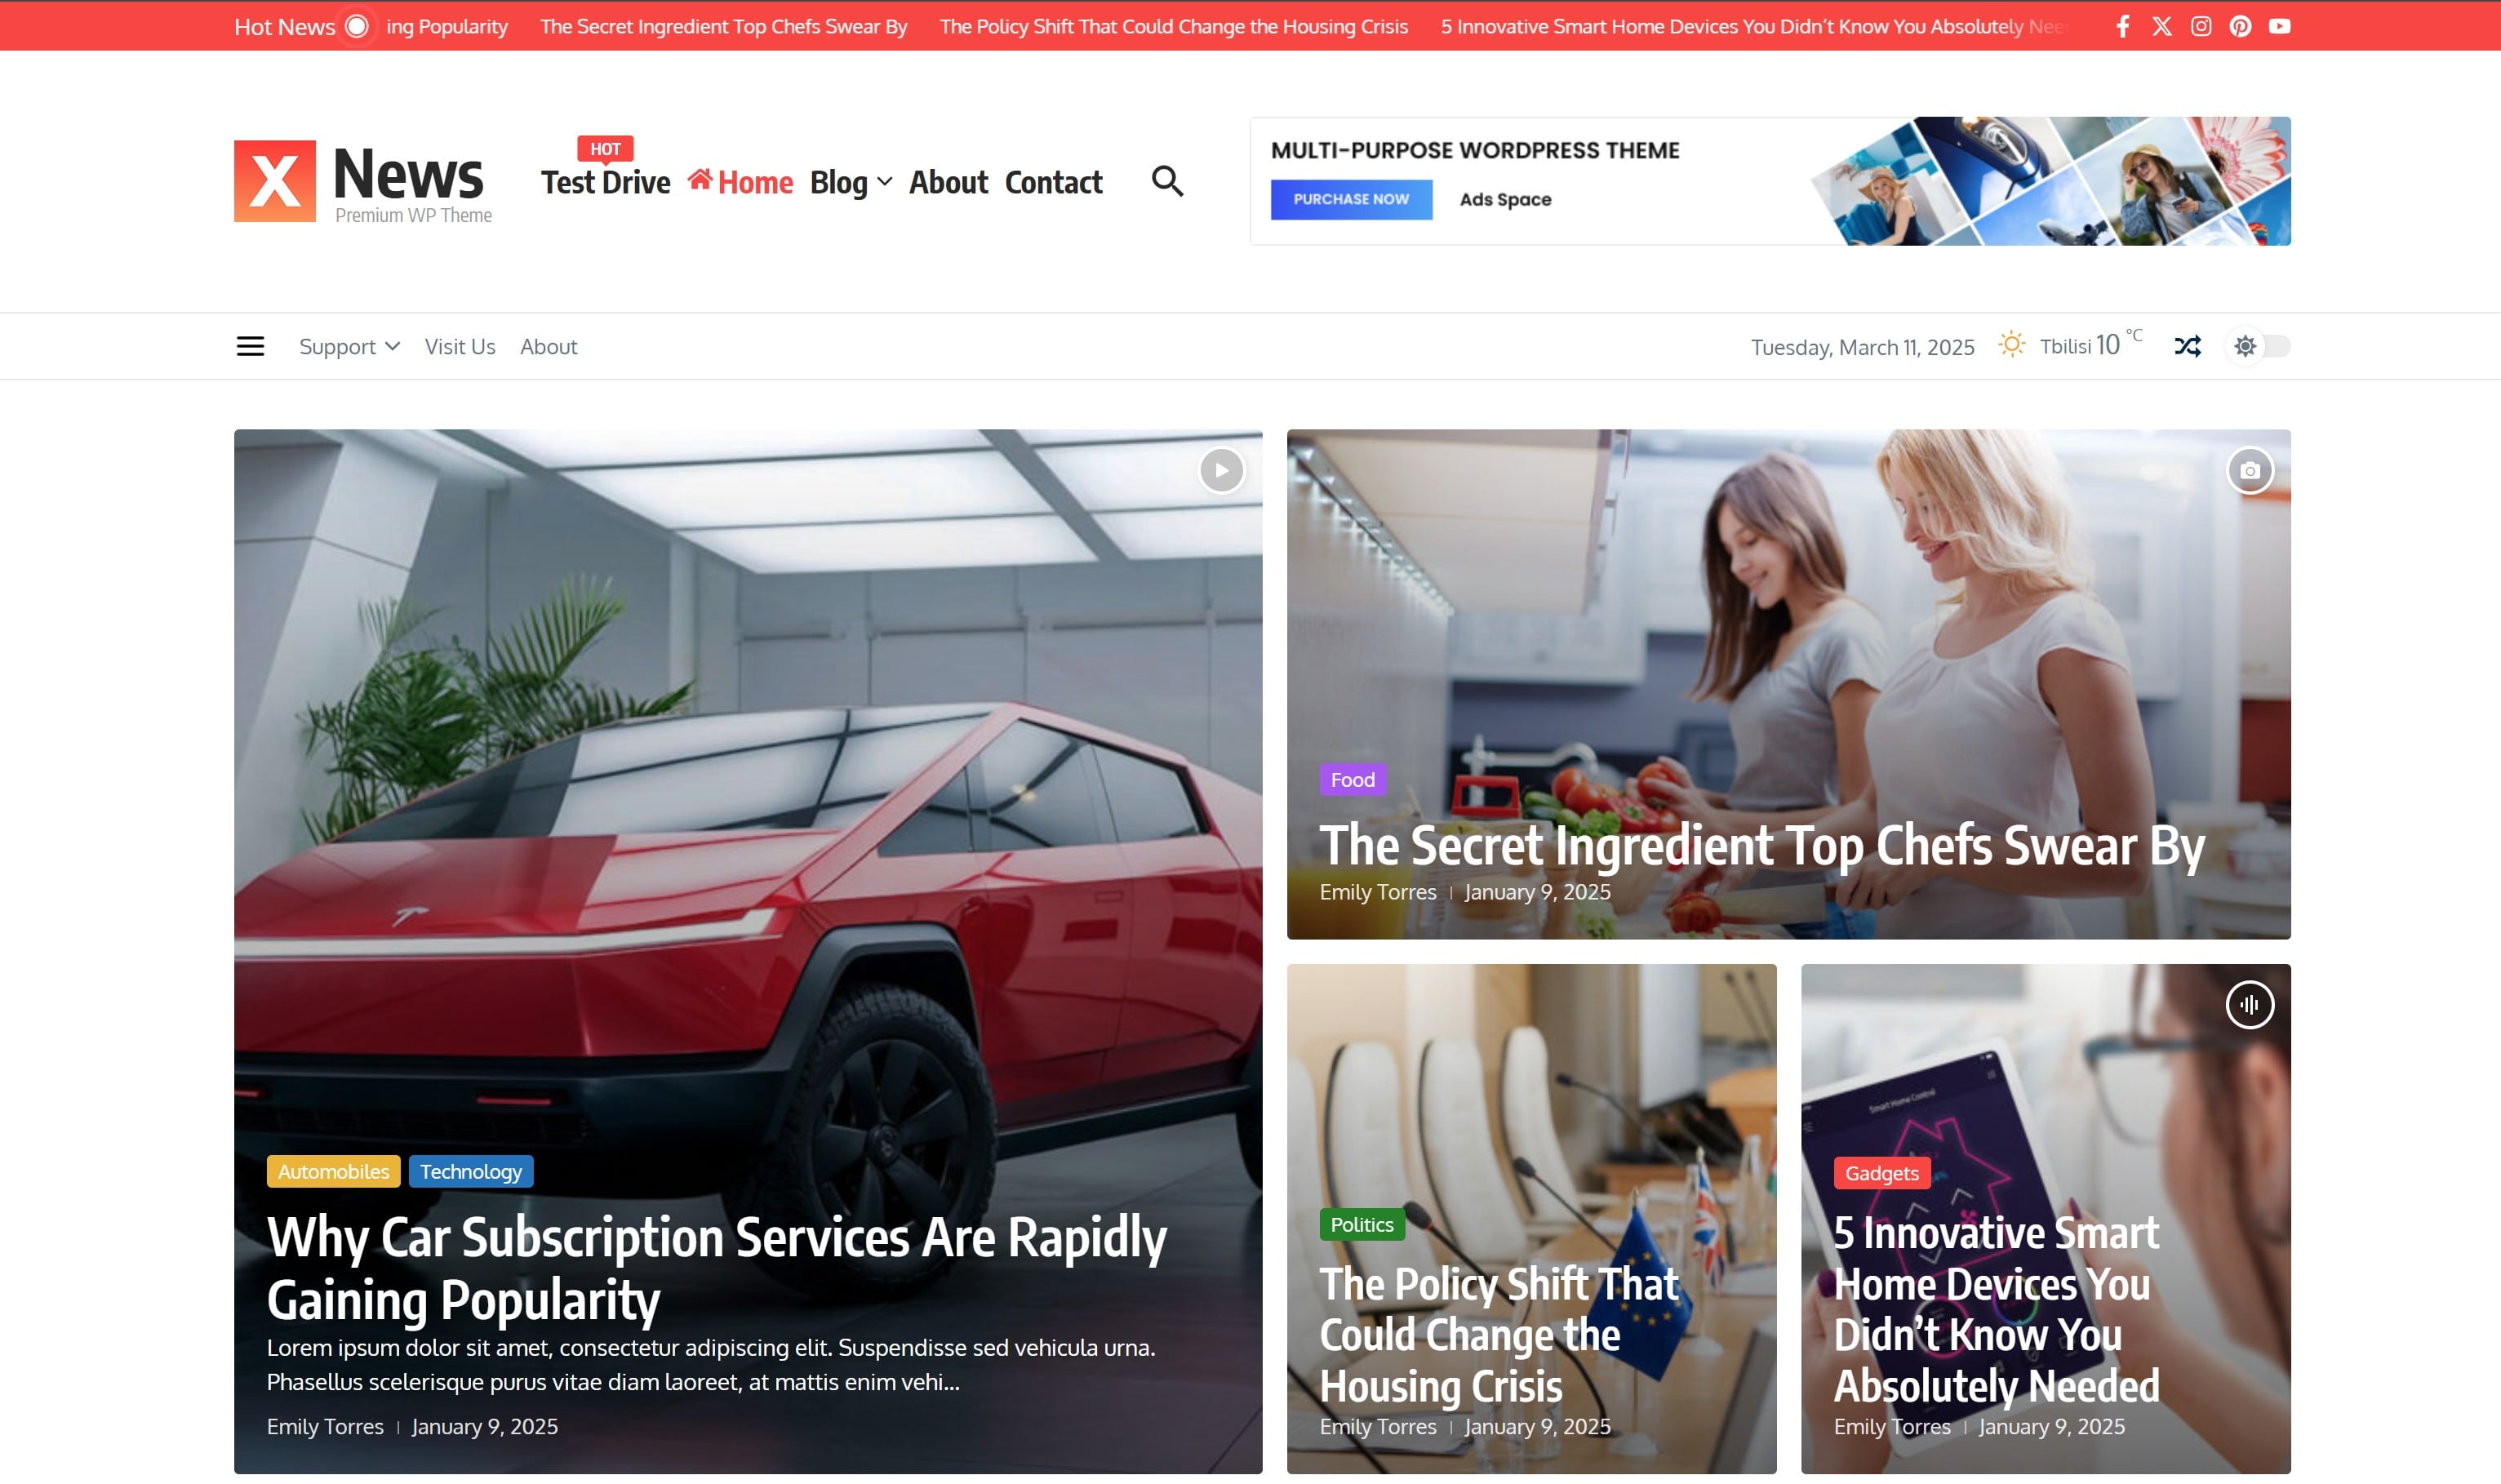 Hot News ing Popularity The Secret Ingredient Top Chefs Swear By The Policy Shift That Could Change the Housing Crisis 5 Innovative Smart Home Devices You Didn’t Know You Absolutely Nee
X News
Premium WP Theme
HOT
Test Drive Home Blog About Contact
MULTI-PURPOSE WORDPRESS THEME
PURCHASE NOW Ads Space
Support Visit Us About
Tuesday, March 11, 2025 Tbilisi 10 °C
Automobiles Technology
Why Car Subscription Services Are Rapidly
Gaining Popularity
Lorem ipsum dolor sit amet, consectetur adipiscing elit. Suspendisse sed vehicula urna.
Phasellus scelerisque purus vitae diam laoreet, at mattis enim vehi...
Emily Torres January 9, 2025
Food
The Secret Ingredient Top Chefs Swear By
Emily Torres January 9, 2025
Politics
The Policy Shift That
Could Change the
Housing Crisis
Emily Torres January 9, 2025
Smart Home Control
Gadgets
5 Innovative Smart
Home Devices You
Didn’t Know You
Absolutely Needed
Emily Torres January 9, 2025